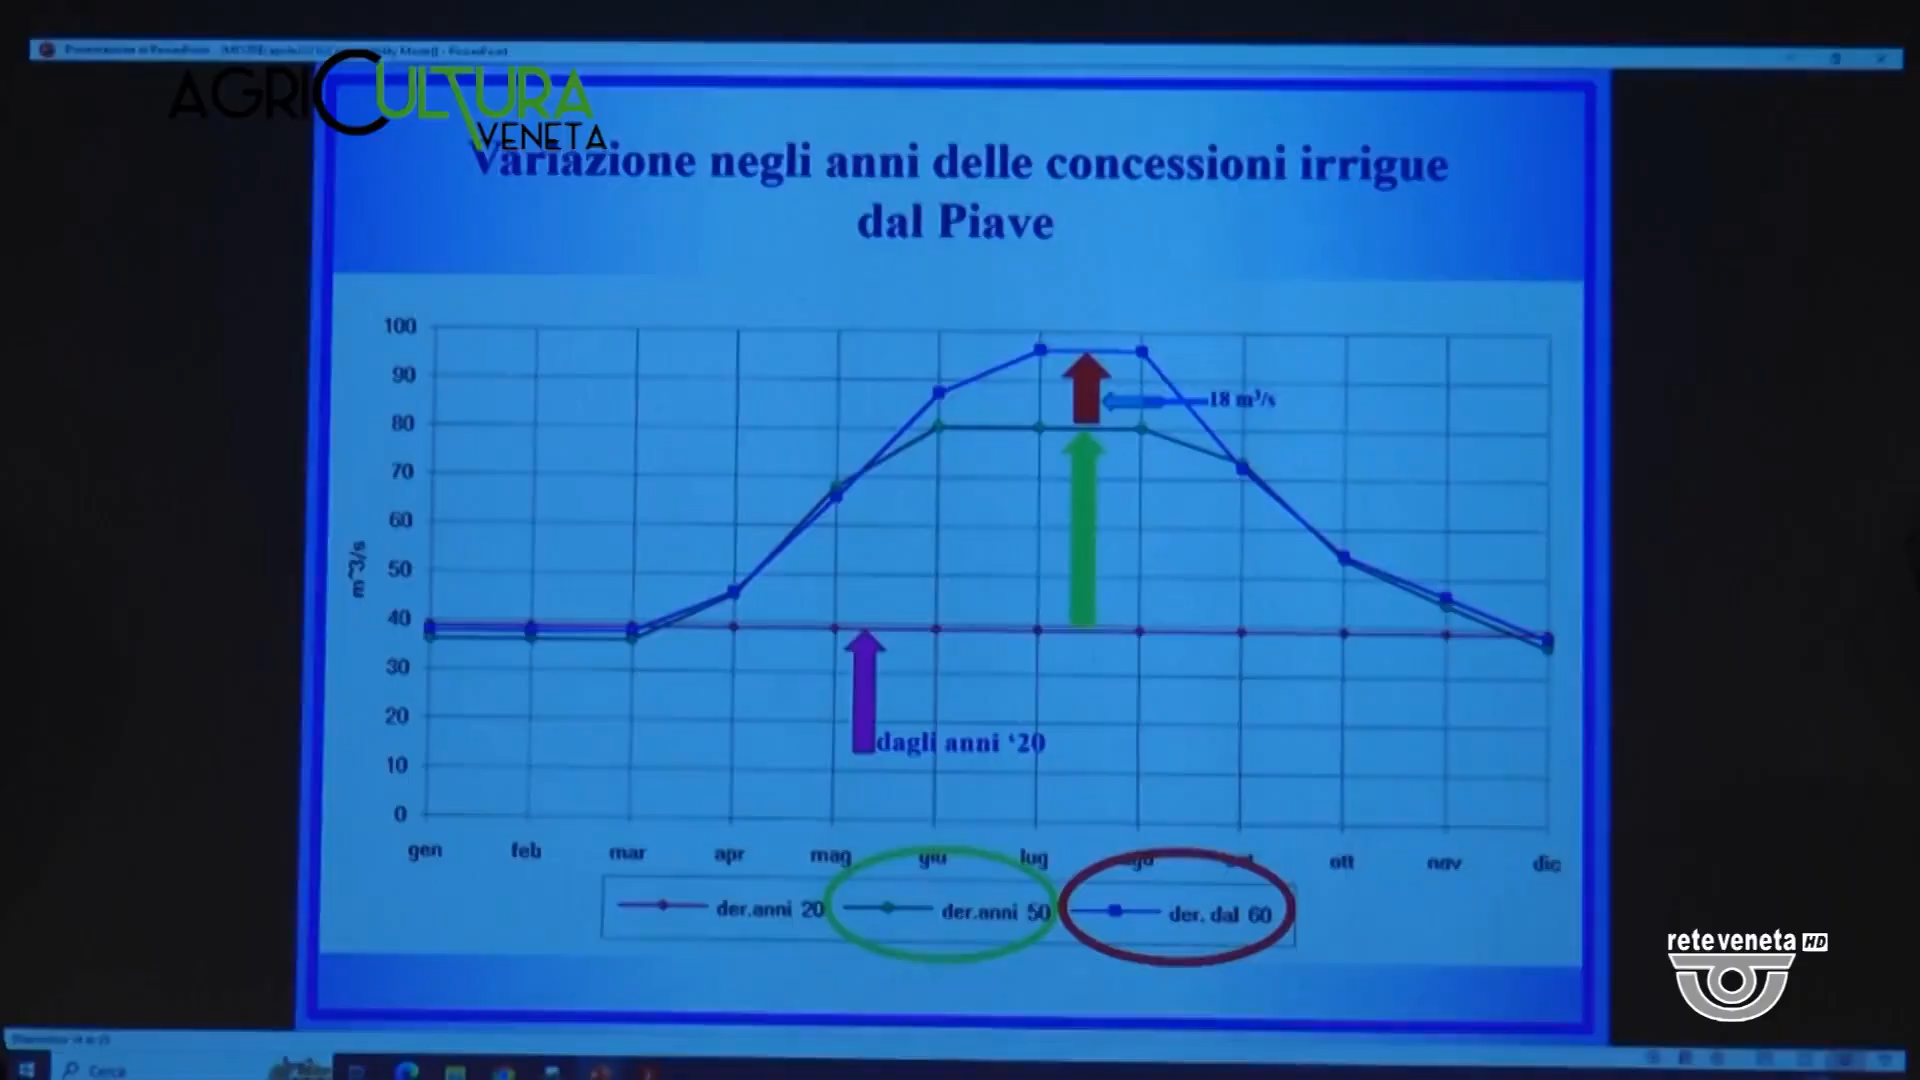 AGRICULTURA
VENETA
Variazione negli anni delle concessioni irrigue
dal Piave
100
90
80
70
60
50
40
30
20
10
0
m^3/s
18 m³/s
dagli anni ‘20
gen feb mar apr mag giu lug ago set ott nov dic
der.anni 20 der.anni 50 der. dal 60
reteveneta HD
Cerca